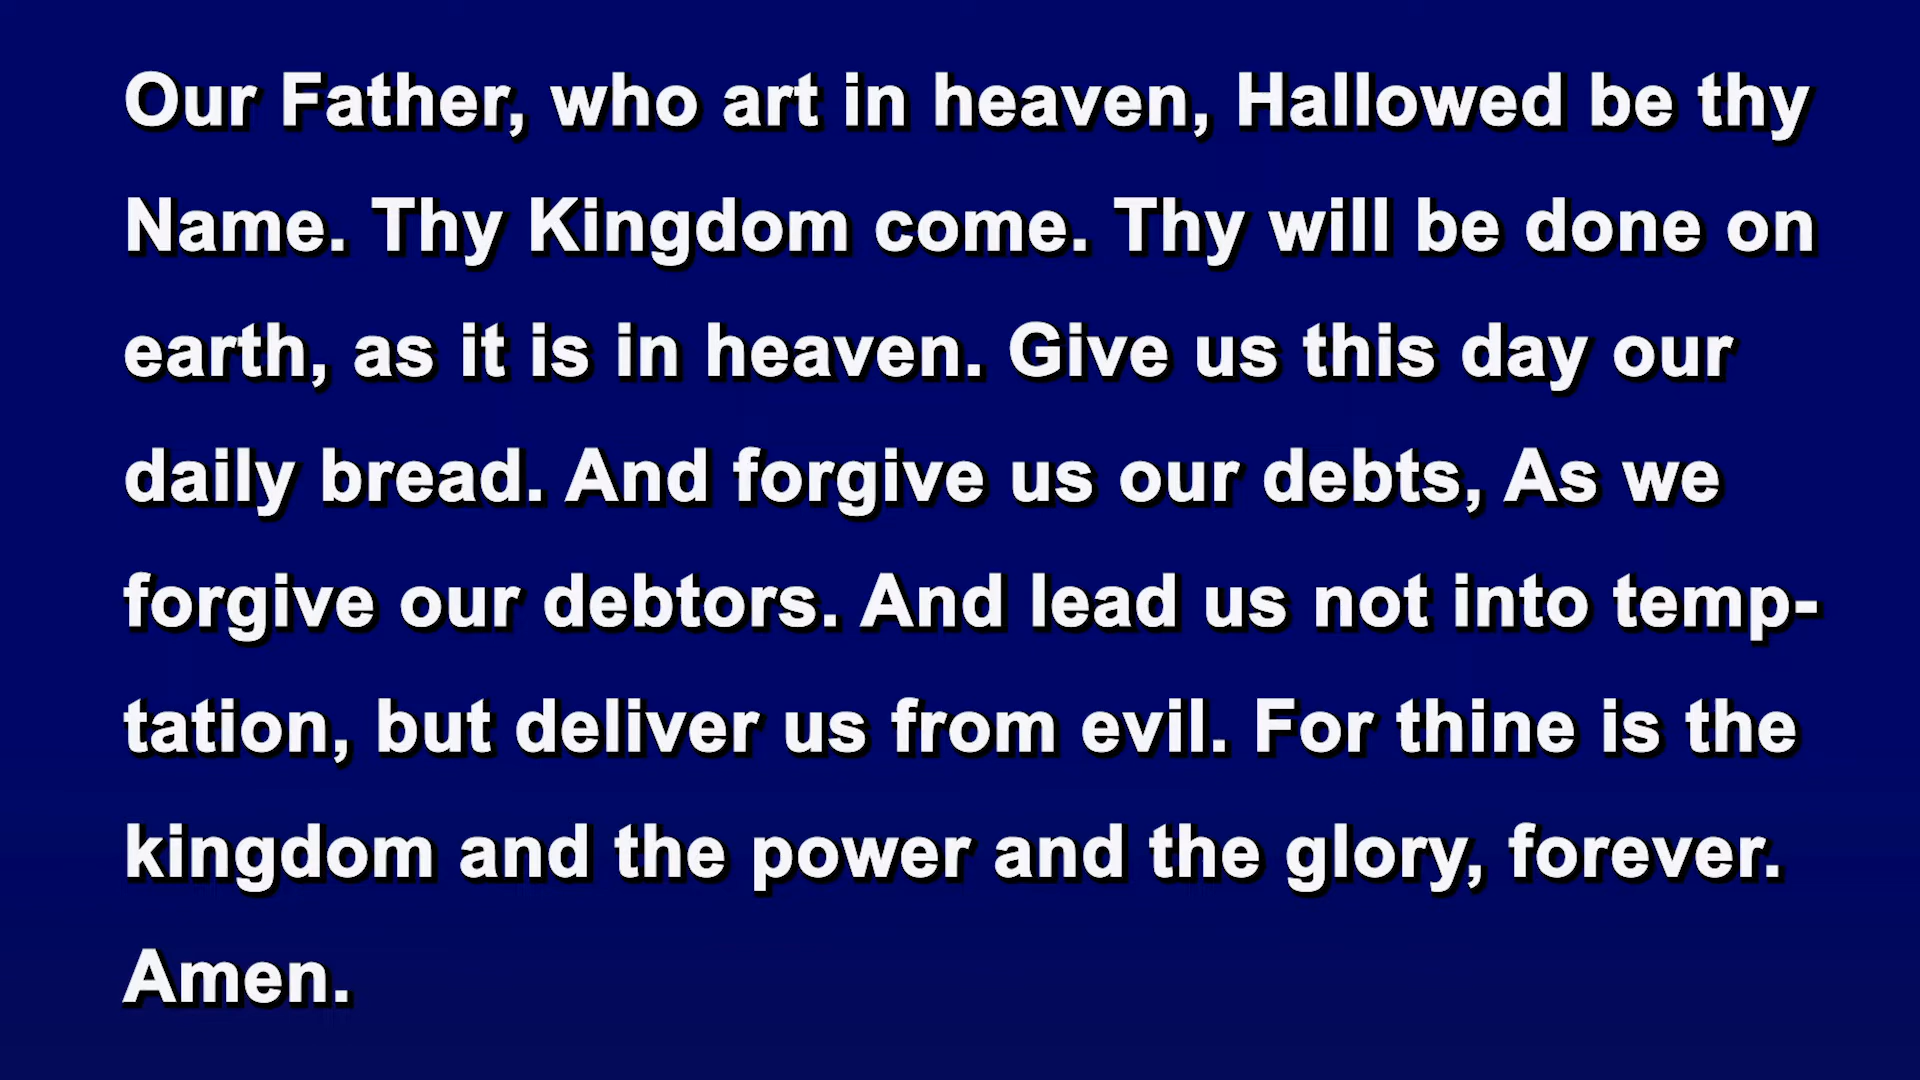 Our Father, who art in heaven, Hallowed be thy
Name. Thy Kingdom come. Thy will be done on
earth, as it is in heaven. Give us this day our
daily bread. And forgive us our debts, As we
forgive our debtors. And lead us not into temp-
tation, but deliver us from evil. For thine is the
kingdom and the power and the glory, forever.
Amen.